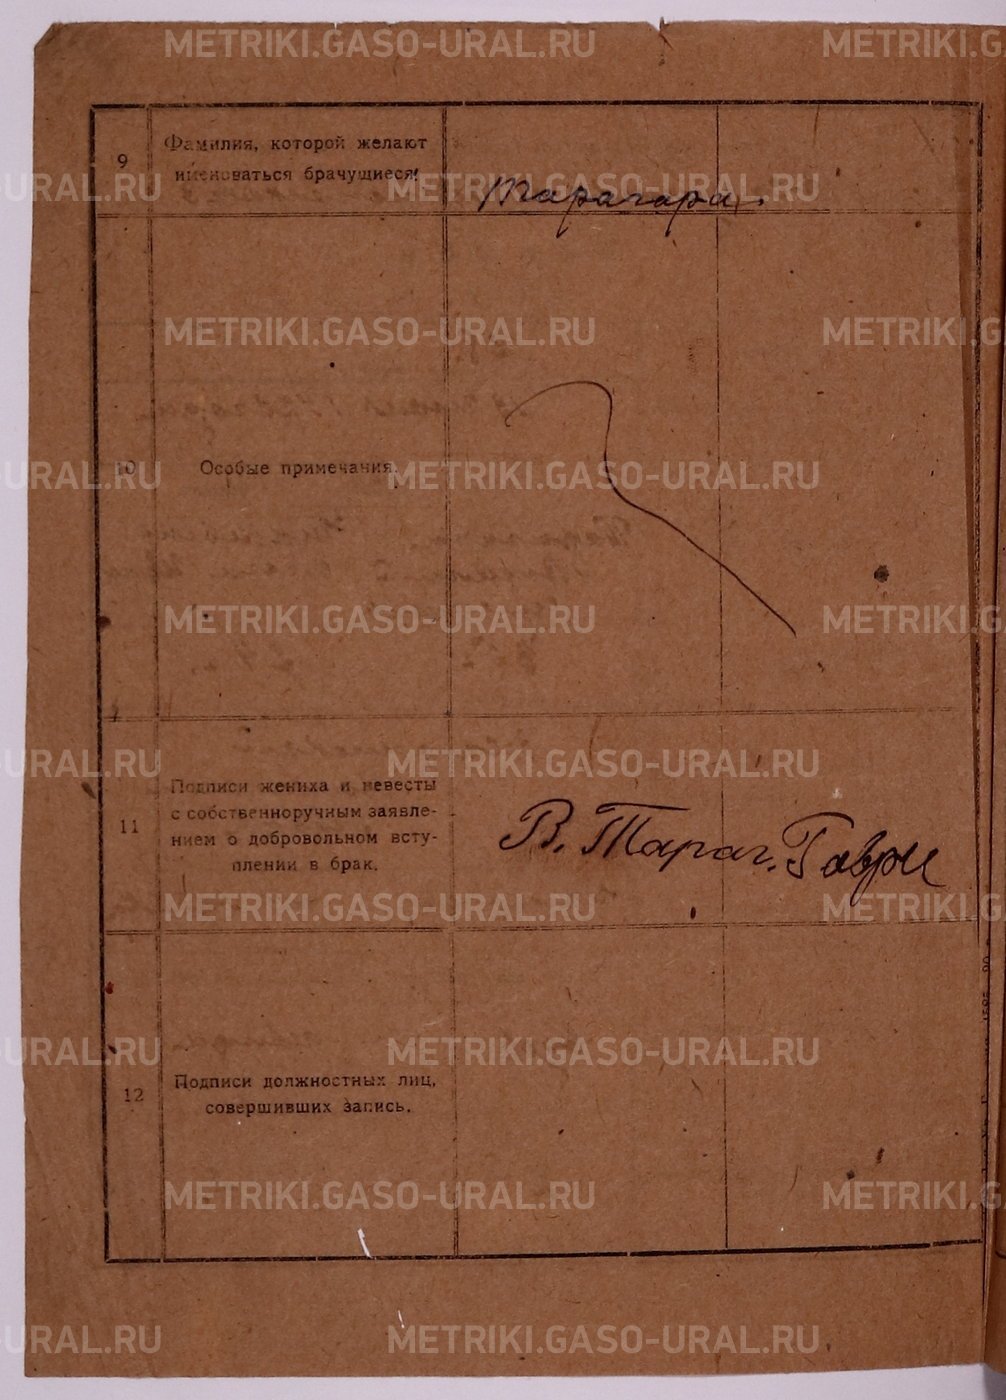 METRIKI.GASO-URAL.RU METRIKI.G
9 Фамилия, которой желают
именоваться брачущиеся:
URAL.RU METRIKI.GASO-URAL.RU
METRIKI.GASO-URAL.RU METRIKI.G
10 Особые примечания.
URAL.RU METRIKI.GASO-URAL.RU
METRIKI.GASO-URAL.RU METRIKI.G
URAL.RU METRIKI.GASO-URAL.RU
11 Подписи жениха и невесты
с собственноручным заявле-
нием о добровольном всту-
плении в брак.
В. Тараг. Гаври
METRIKI.GASO-URAL.RU METRIKI.G
URAL.RU METRIKI.GASO-URAL.RU
12 Подписи должностных лиц,
совершивших запись.
METRIKI.GASO-URAL.RU METRIKI.G
URAL.RU METRIKI.GASO-URAL.RU